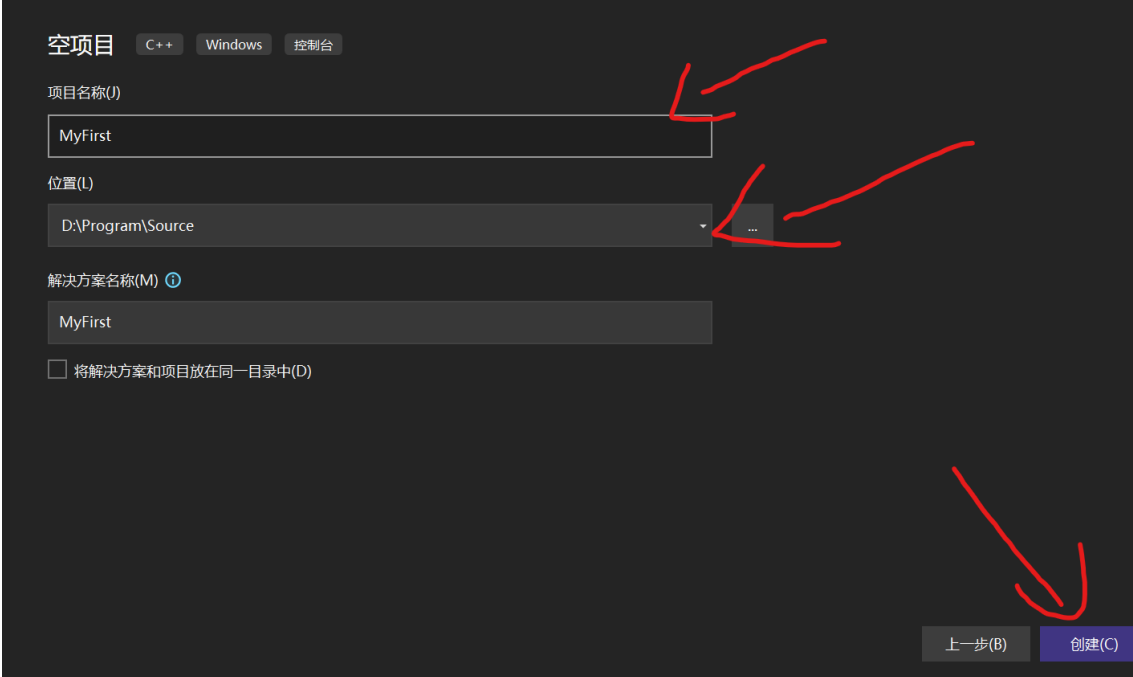 空项目 C++ Windows 控制台
项目名称(J)
MyFirst
位置(L)
D:\Program\Source
...
解决方案名称(M)
MyFirst
将解决方案和项目放在同一目录中(D)
上一步(B) 创建(C)